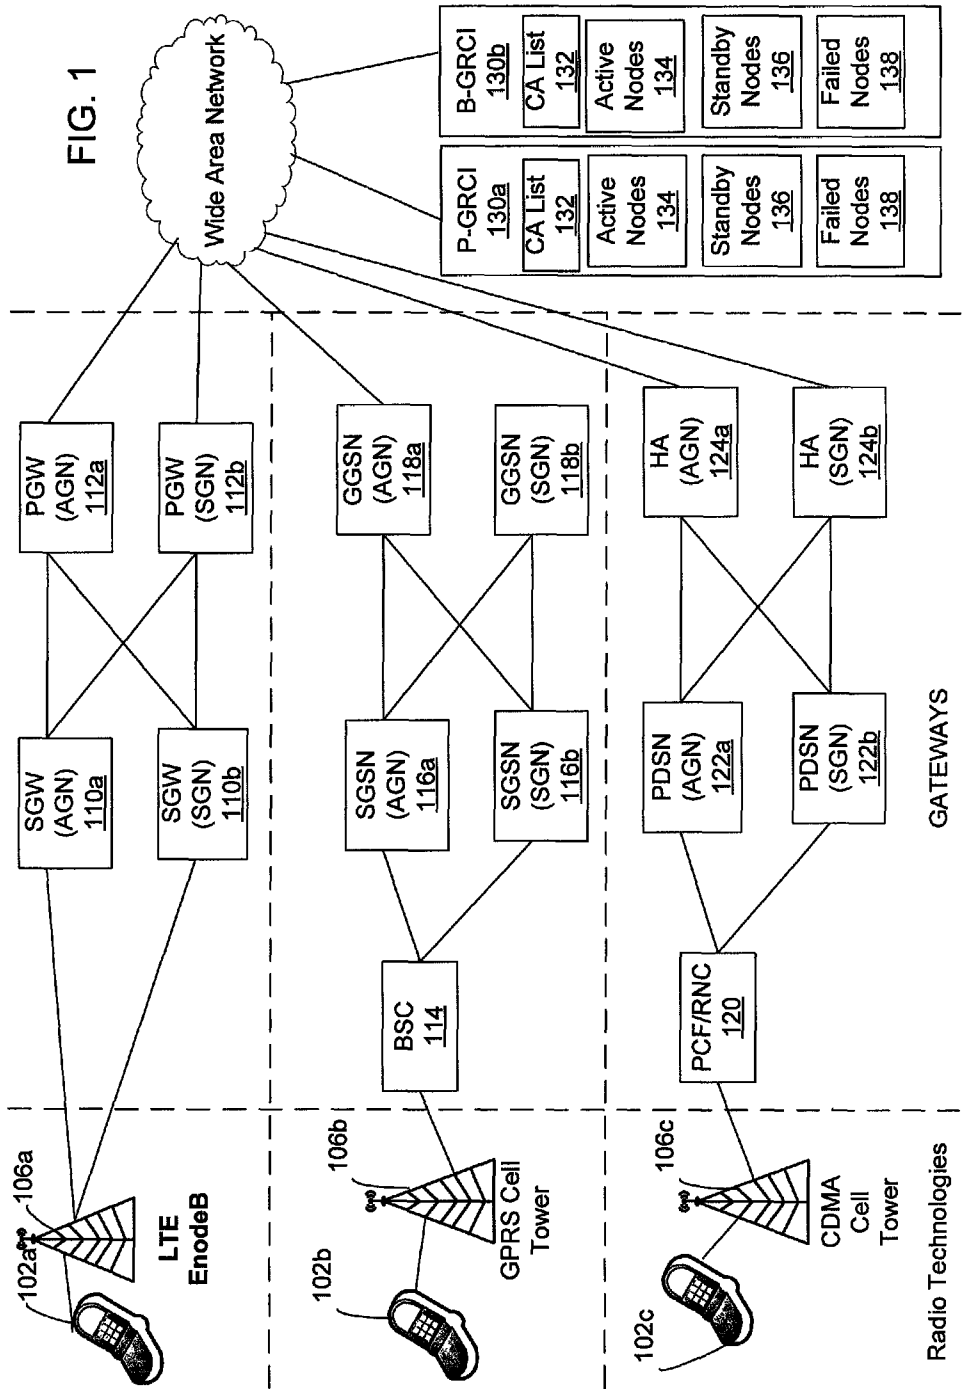 FIG. 1
102a
106a
LTE
EnodeB
SGW
(AGN)
110a
SGW
(SGN)
110b
PGW
(AGN)
112a
PGW
(SGN)
112b
Wide Area Network
102b
106b
GPRS Cell
Tower
BSC
114
SGSN
(AGN)
116a
SGSN
(SGN)
116b
GGSN
(AGN)
118a
GGSN
(SGN)
118b
102c
106c
CDMA
Cell
Tower
PCF/RNC
120
PDSN
(AGN)
122a
PDSN
(SGN)
122b
HA
(AGN)
124a
HA
(SGN)
124b
P-GRCI
130a
CA List
132
Active
Nodes
134
Standby
Nodes
136
Failed
Nodes
138
B-GRCI
130b
CA List
132
Active
Nodes
134
Standby
Nodes
136
Failed
Nodes
138
Radio Technologies
GATEWAYS